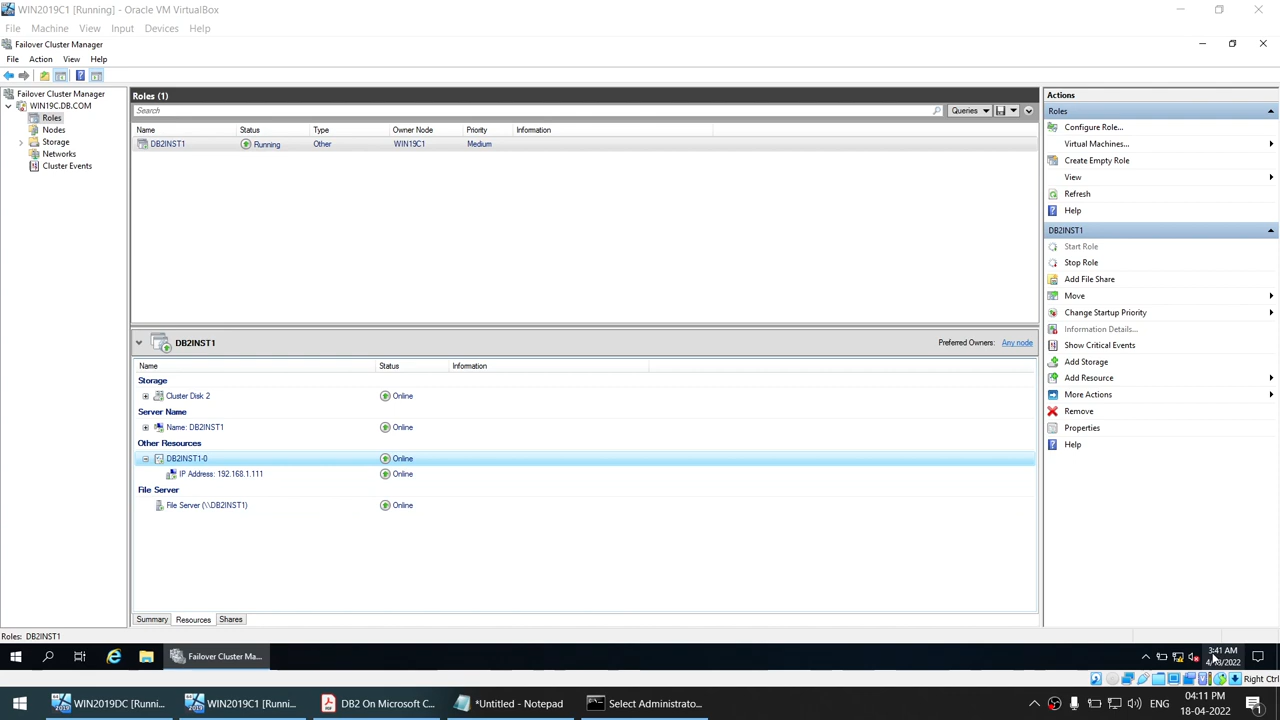 WIN2019C1 [Running] - Oracle VM VirtualBox
File Machine View Input Devices Help
Failover Cluster Manager
File Action View Help
Failover Cluster Manager
WIN19C.DB.COM
Roles
Nodes
Storage
Networks
Cluster Events
Roles (1)
Search
Queries
Name Status Type Owner Node Priority Information
DB2INST1 Running Other WIN19C1 Medium
DB2INST1
Preferred Owners: Any node
Name Status Information
Storage
Cluster Disk 2 Online
Server Name
Name: DB2INST1 Online
Other Resources
DB2INST1-0 Online
IP Address: 192.168.1.111 Online
File Server
File Server (\\DB2INST1) Online
Summary Resources Shares
Actions
Roles
Configure Role...
Virtual Machines...
Create Empty Role
View
Refresh
Help
DB2INST1
Start Role
Stop Role
Add File Share
Move
Change Startup Priority
Information Details...
Show Critical Events
Add Storage
Add Resource
More Actions
Remove
Properties
Help
Roles: DB2INST1
Failover Cluster Ma...
3:41 AM
Right Ctrl
WIN2019DC [Runnin... WIN2019C1 [Runnin... DB2 On Microsoft C... *Untitled - Notepad Select Administrato...
ENG
04:11 PM
18-04-2022
1